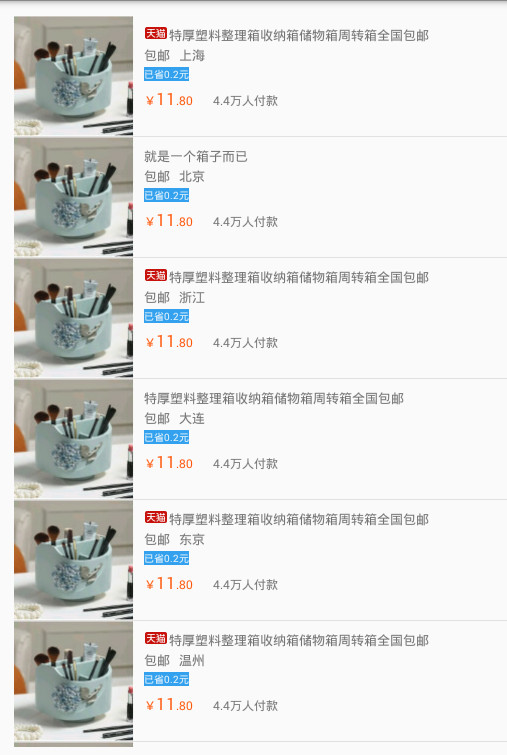 天猫 特厚塑料整理箱收纳箱储物箱周转箱全国包邮
包邮 上海
已省0.2元
¥11.80 4.4万人付款
就是一个箱子而已
包邮 北京
已省0.2元
¥11.80 4.4万人付款
天猫 特厚塑料整理箱收纳箱储物箱周转箱全国包邮
包邮 浙江
已省0.2元
¥11.80 4.4万人付款
特厚塑料整理箱收纳箱储物箱周转箱全国包邮
包邮 大连
已省0.2元
¥11.80 4.4万人付款
天猫 特厚塑料整理箱收纳箱储物箱周转箱全国包邮
包邮 东京
已省0.2元
¥11.80 4.4万人付款
天猫 特厚塑料整理箱收纳箱储物箱周转箱全国包邮
包邮 温州
已省0.2元
¥11.80 4.4万人付款